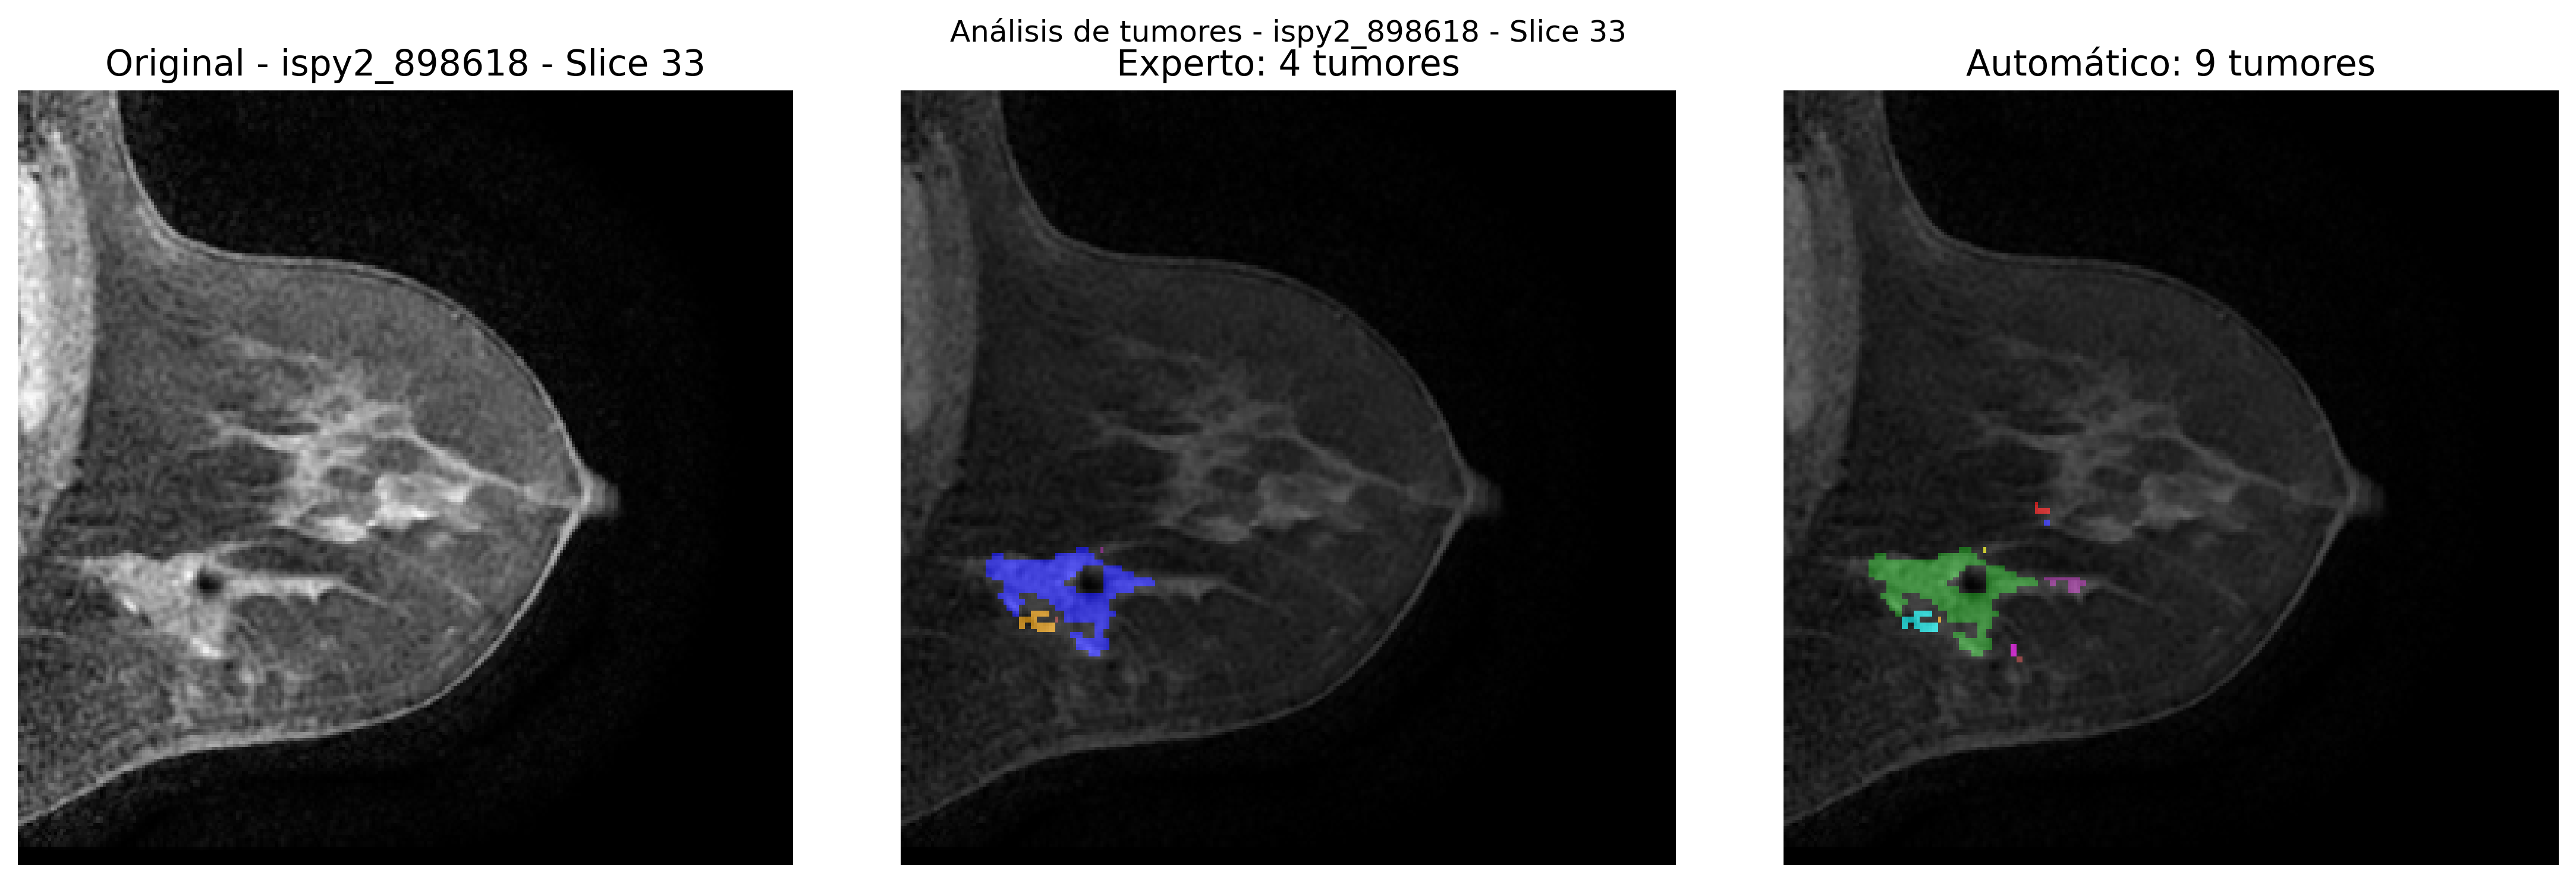 Análisis de tumores - ispy2_898618 - Slice 33
Original - ispy2_898618 - Slice 33
Experto: 4 tumores
Automático: 9 tumores